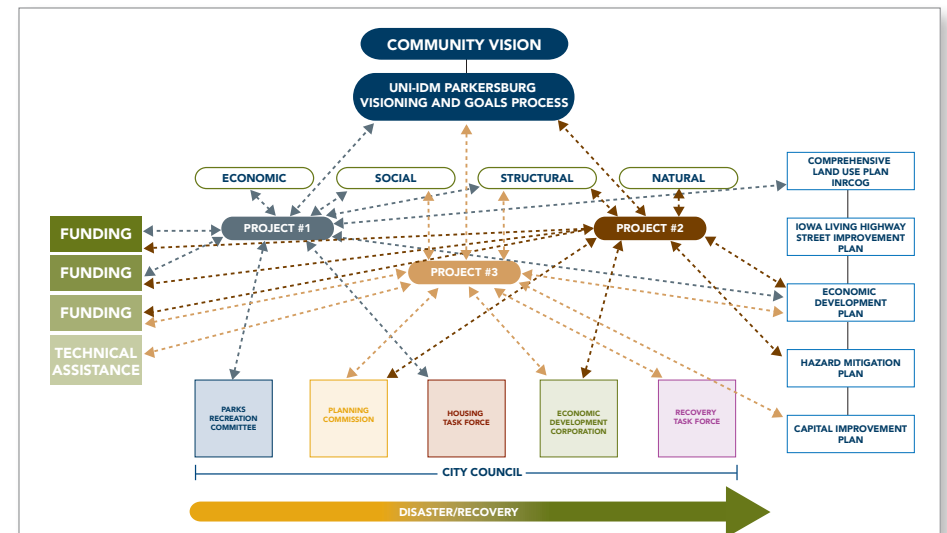 COMMUNITY VISION
UNI-IDM PARKERSBURG
VISIONING AND GOALS PROCESS
ECONOMIC
SOCIAL
STRUCTURAL
NATURAL
COMPREHENSIVE
LAND USE PLAN
INRCOG
FUNDING
PROJECT #1
PROJECT #2
IOWA LIVING HIGHWAY
STREET IMPROVEMENT
PLAN
FUNDING
PROJECT #3
FUNDING
ECONOMIC
DEVELOPMENT
PLAN
TECHNICAL
ASSISTANCE
HAZARD MITIGATION
PLAN
PARKS
RECREATION
COMMITTEE
PLANNING
COMMISSION
HOUSING
TASK FORCE
ECONOMIC
DEVELOPMENT
CORPORATION
RECOVERY
TASK FORCE
CAPITAL IMPROVEMENT
PLAN
CITY COUNCIL
DISASTER/RECOVERY